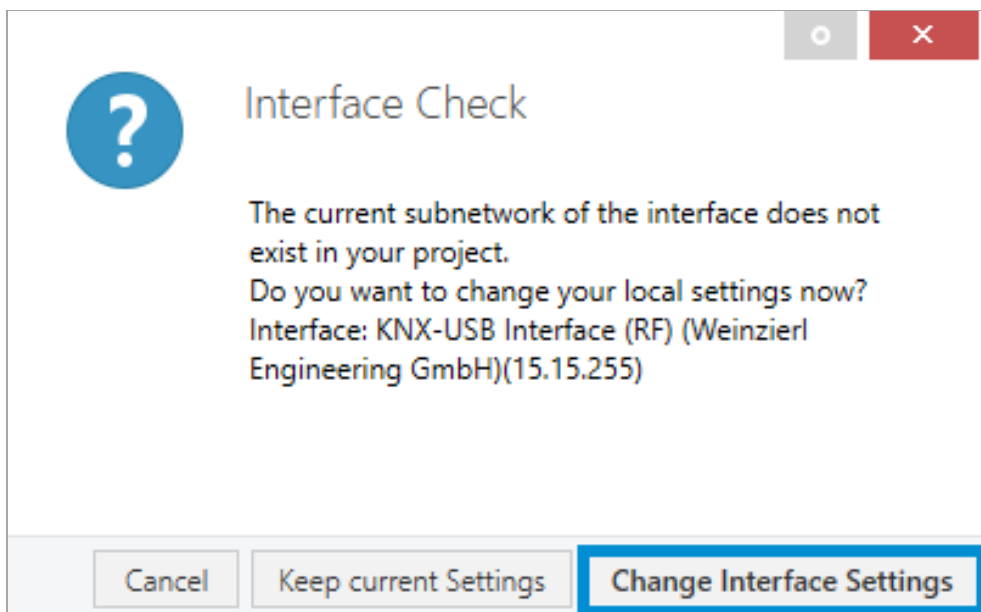 Interface Check
The current subnetwork of the interface does not
exist in your project.
Do you want to change your local settings now?
Interface: KNX-USB Interface (RF) (Weinzierl
Engineering GmbH)(15.15.255)
Cancel
Keep current Settings
Change Interface Settings